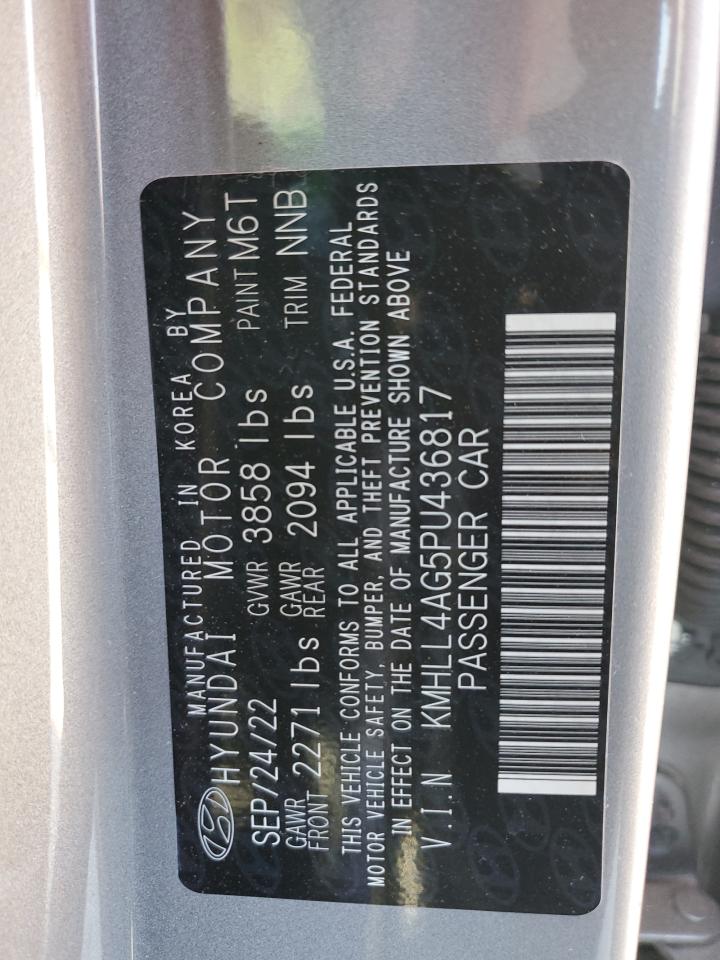 MANUFACTURED IN KOREA BY
HYUNDAI MOTOR COMPANY
SEP/24/22 GVWR 3858 lbs PAINT M6T
GAWR FRONT 2271 lbs GAWR REAR 2094 lbs TRIM NNB
THIS VEHICLE CONFORMS TO ALL APPLICABLE U.S.A. FEDERAL
MOTOR VEHICLE SAFETY, BUMPER, AND THEFT PREVENTION STANDARDS
IN EFFECT ON THE DATE OF MANUFACTURE SHOWN ABOVE
V.I.N KMHLL4AG5PU436817
PASSENGER CAR